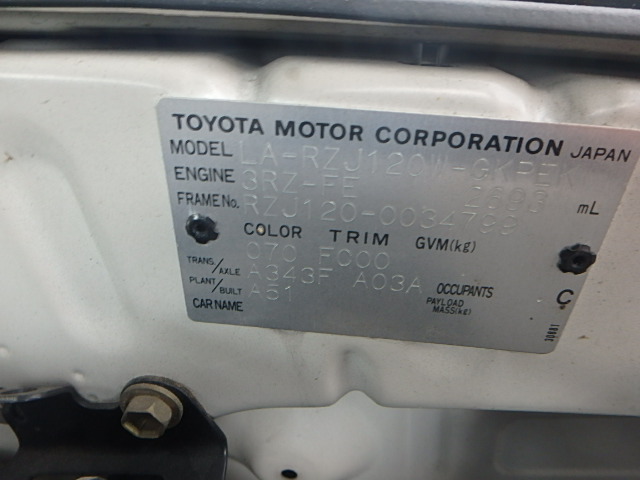 TOYOTA MOTOR CORPORATION JAPAN
MODEL LA-RZJ120W-GKPEK
ENGINE 3RZ-FE 2693 mL
FRAME No. RZJ120-0034799
COLOR TRIM GVM(kg)
070 FC00
TRANS/AXLE A343F A03A
PLANT/BUILT A51 OCCUPANTS
CAR NAME PAYLOAD MASS(kg)
C
30881